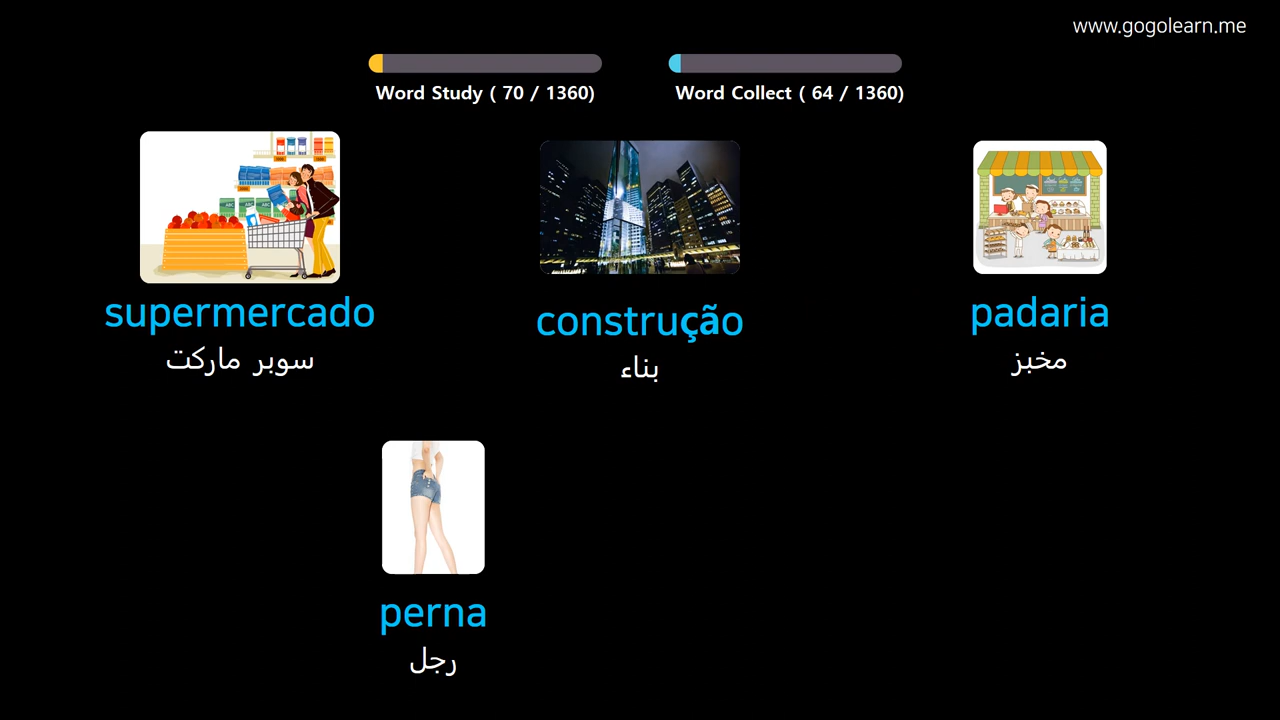 www.gogolearn.me
Word Study ( 70 / 1360)
Word Collect ( 64 / 1360)
supermercado
سوبر ماركت
construção
بناء
padaria
مخبز
perna
رجل